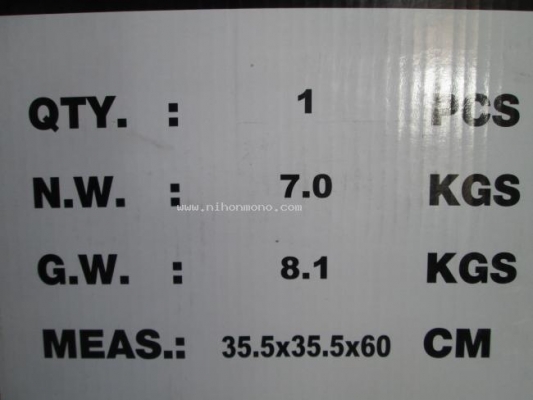 QTY. : 1 PCS
N.W. : 7.0 KGS
www.nihonmono.com
G.W. : 8.1 KGS
MEAS.: 35.5x35.5x60 CM